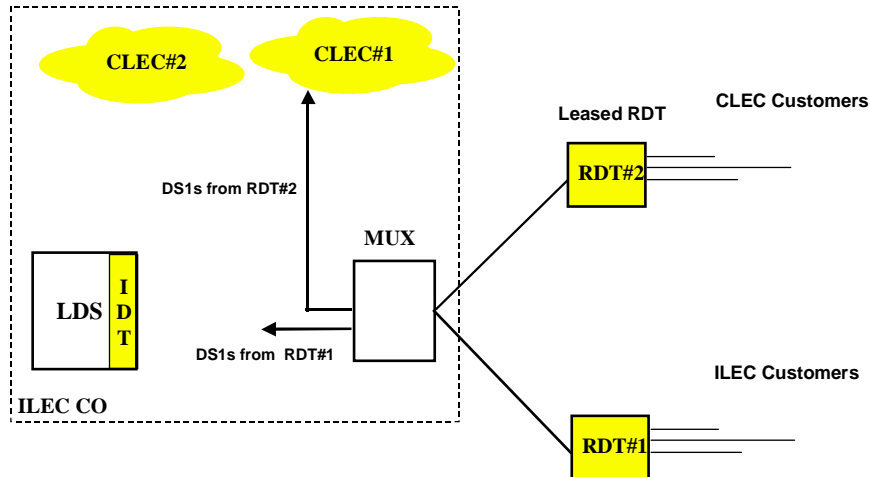 CLEC#2
CLEC#1
CLEC Customers
Leased RDT
RDT#2
DS1s from RDT#2
MUX
LDS
I
D
T
DS1s from RDT#1
ILEC Customers
ILEC CO
RDT#1